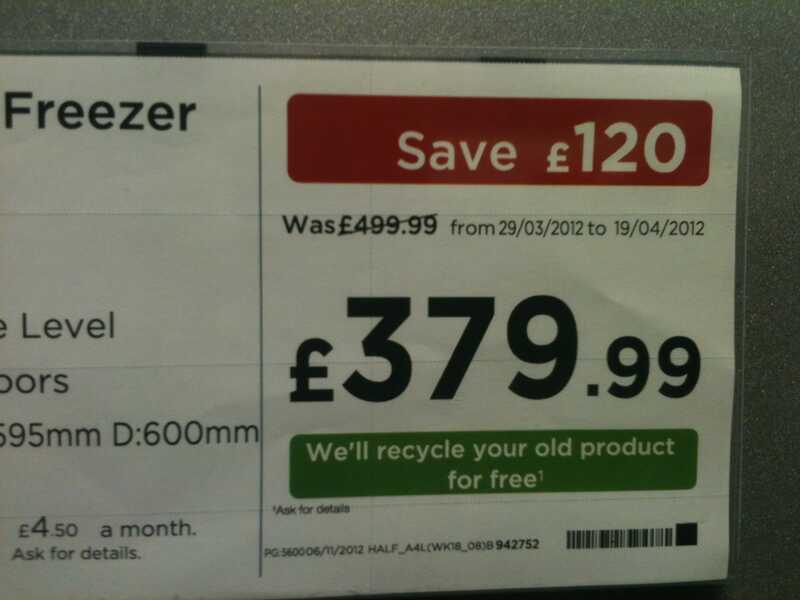 Freezer
e Level
oors
595mm D:600mm
£4.50 a month.
Ask for details.
Save £120
Was £499.99 from 29/03/2012 to 19/04/2012
£379.99
We'll recycle your old product
for free¹
¹Ask for details
PG:5600 06/11/2012 HALF_A4L(WK18_08)B 942752